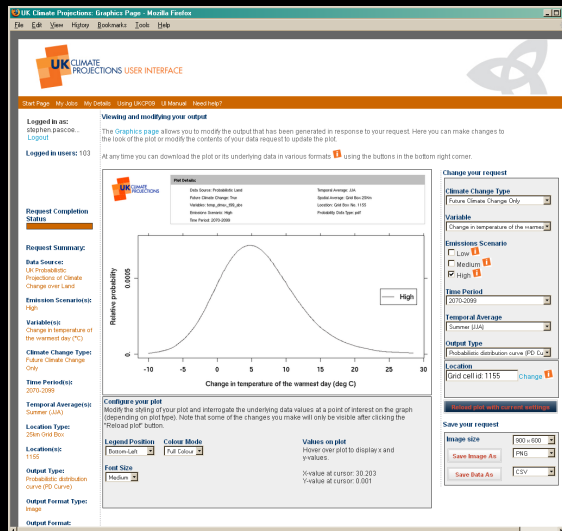 UK Climate Projections: Graphics Page - Mozilla Firefox
File Edit View History Bookmarks Tools Help
UK CLIMATE
PROJECTIONS USER INTERFACE
Start Page My Jobs My Details Using UKCP09 UI Manual Need help?
Logged in as:
stephen.pascoe..
Logout
Logged in users: 103
Request Completion
Status
Request Summary:
Data Source:
UK Probabilistic
Projections of Climate
Change over Land
Emission Scenario(s):
High
Variable(s):
Change in temperature of
the warmest day (°C)
Climate Change Type:
Future Climate Change
Only
Time Period(s):
2070-2099
Temporal Average(s):
Summer (JJA)
Location Type:
25km Grid Box
Location(s):
1155
Output Type:
Probabilistic distribution
curve (PD Curve)
Output Format Type:
Image
Output Format:
Viewing and modifying your output
The Graphics page allows you to modify the output that has been generated in response to your request. Here you can make changes to
the look of the plot or modify the contents of your data request to update the plot.
At any time you can download the plot or its underlying data in various formats i using the buttons in the bottom right corner.
UK CLIMATE
PROJECTIONS
Plot Details:
Data Source: Probabilistic Land
Future Climate Change: True
Variables: temp_dmax_t99_abs
Emissions Scenario: High
Time Period: 2070-2099
Temporal Average: JJA
Spatial Average: Grid Box 25Km
Location: Grid Box No. 1155
Probability Data Type: pdf
Relative probability
0.0005
0.
High
-10 -5 0 5 10 15 20 25 30
Change in temperature of the warmest day (deg C)
Configure your plot
Modify the styling of your plot and interrogate the underlying data values at a point of interest on the graph
(depending on plot type). Note that some of the changes you make will only be visible after clicking the
"Reload plot" button.
Legend Position Colour Mode
Bottom-Left Full Colour
Font Size
Medium
Values on plot
Hover over plot to display x and
y-values.
X-value at cursor: 30.203
Y-value at cursor: 0.001
Change your request
Climate Change Type
Future Climate Change Only
Variable
Change in temperature of the warmes
Emissions Scenario
Low i
Medium i
High i
Time Period
2070-2099
Temporal Average
Summer (JJA)
Output Type
Probabilistic distribution curve (PD Cu
Location
Grid cell id: 1155 Change i
Reload plot with current settings
Save your request
Image size 900 x 600
Save Image As PNG
Save Data As CSV